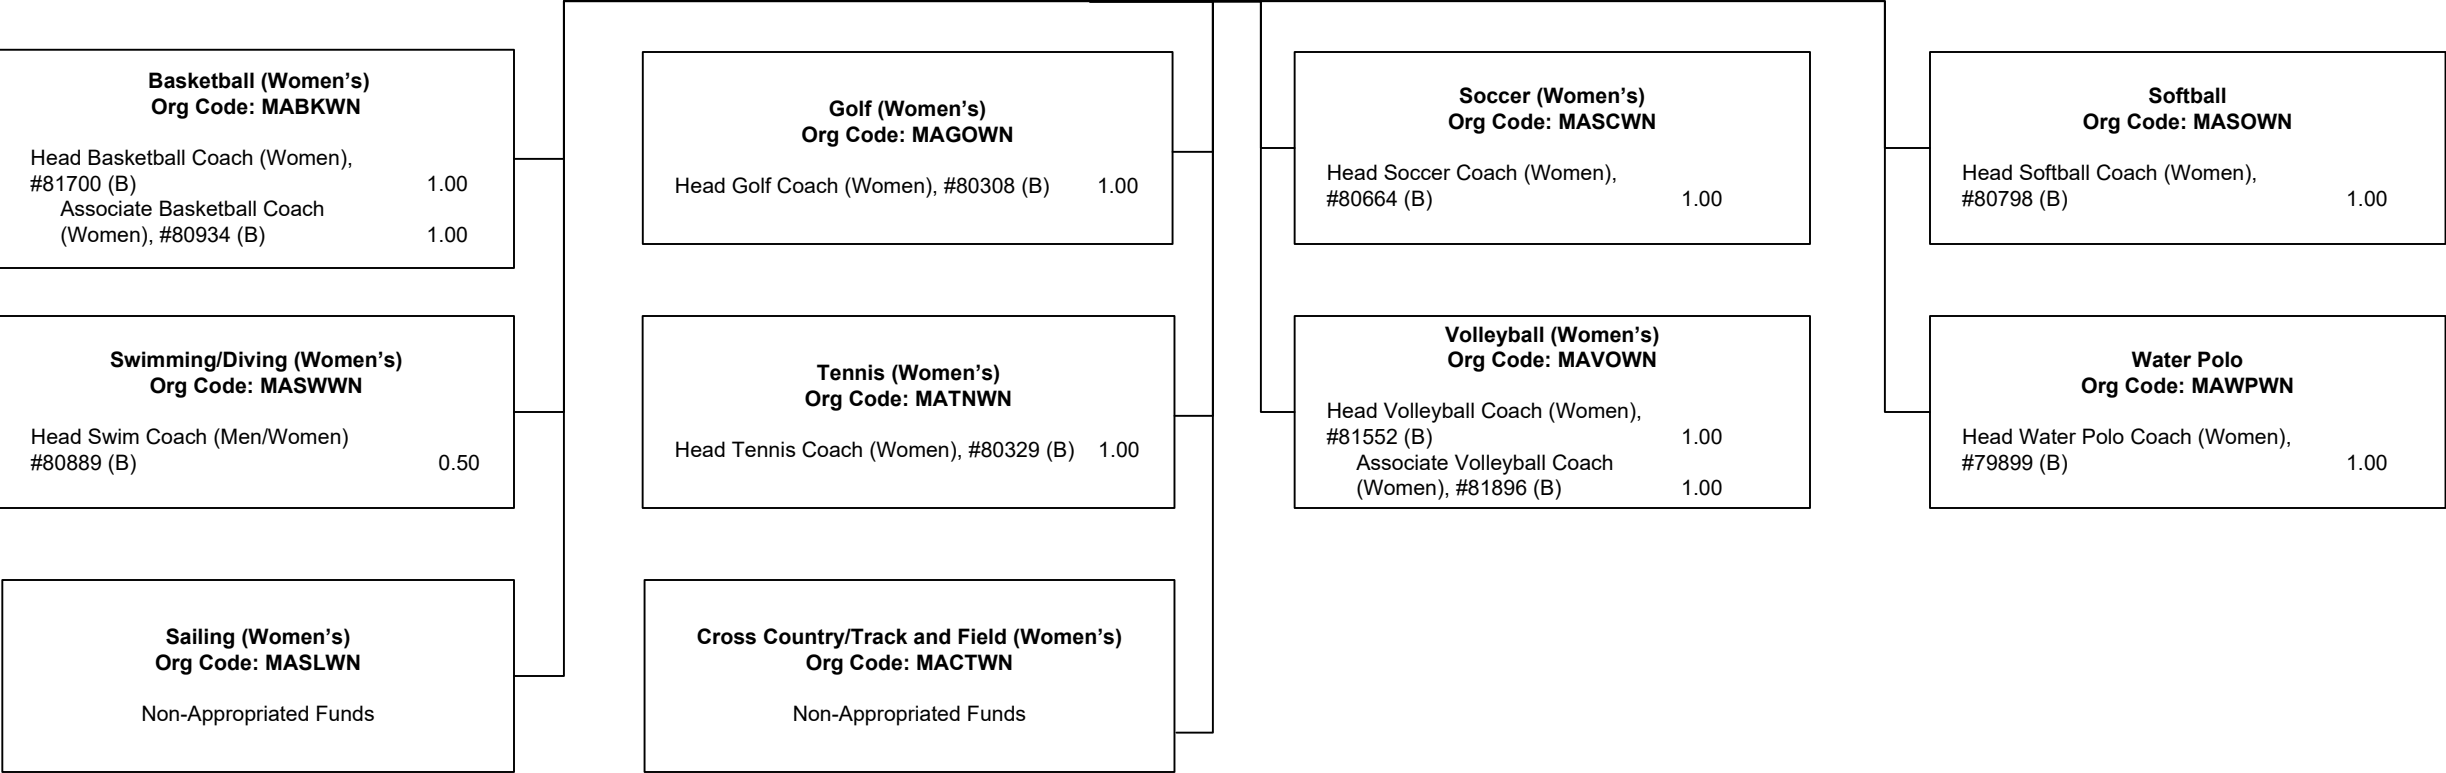 Basketball (Women’s)
Org Code: MABKWN
Head Basketball Coach (Women),
#81700 (B) 1.00
Associate Basketball Coach
(Women), #80934 (B) 1.00
Golf (Women’s)
Org Code: MAGOWN
Head Golf Coach (Women), #80308 (B) 1.00
Soccer (Women’s)
Org Code: MASCWN
Head Soccer Coach (Women),
#80664 (B) 1.00
Softball
Org Code: MASOWN
Head Softball Coach (Women),
#80798 (B) 1.00
Swimming/Diving (Women’s)
Org Code: MASWWN
Head Swim Coach (Men/Women)
#80889 (B) 0.50
Tennis (Women’s)
Org Code: MATNWN
Head Tennis Coach (Women), #80329 (B) 1.00
Volleyball (Women’s)
Org Code: MAVOWN
Head Volleyball Coach (Women),
#81552 (B) 1.00
Associate Volleyball Coach
(Women), #81896 (B) 1.00
Water Polo
Org Code: MAWPWN
Head Water Polo Coach (Women),
#79899 (B) 1.00
Sailing (Women’s)
Org Code: MASLWN
Non-Appropriated Funds
Cross Country/Track and Field (Women’s)
Org Code: MACTWN
Non-Appropriated Funds